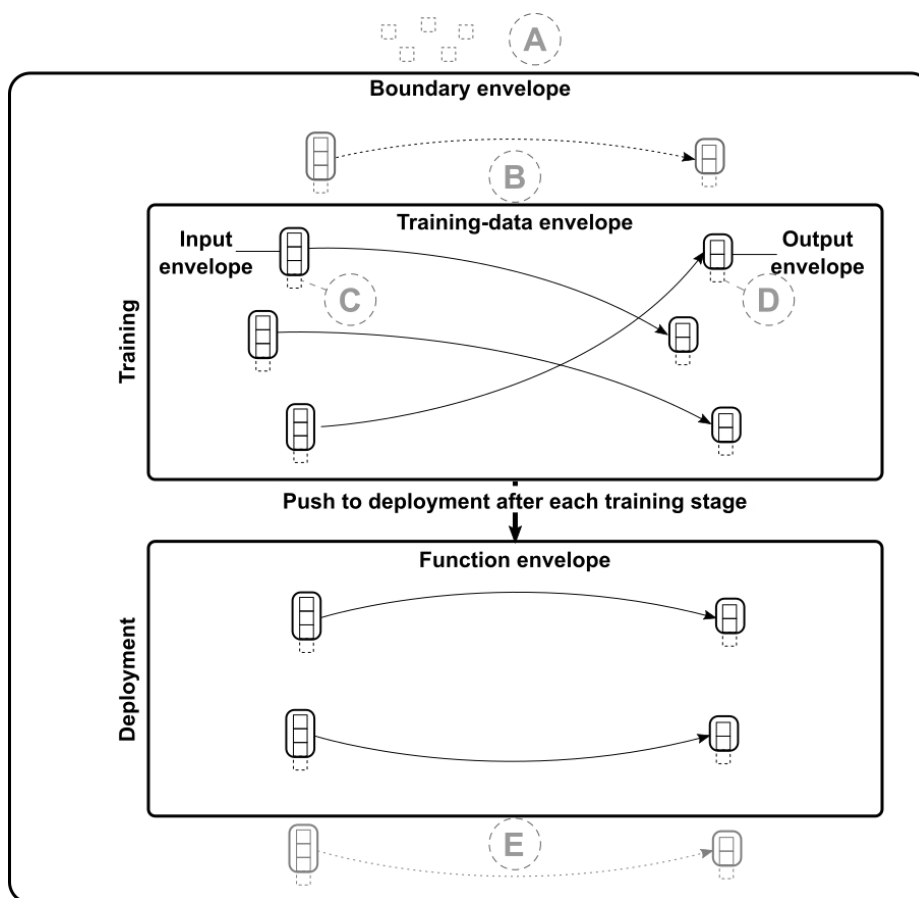 A
Boundary envelope
B
Training-data envelope
Input
envelope
Output
envelope
C
D
Training
Push to deployment after each training stage
Function envelope
Deployment
E